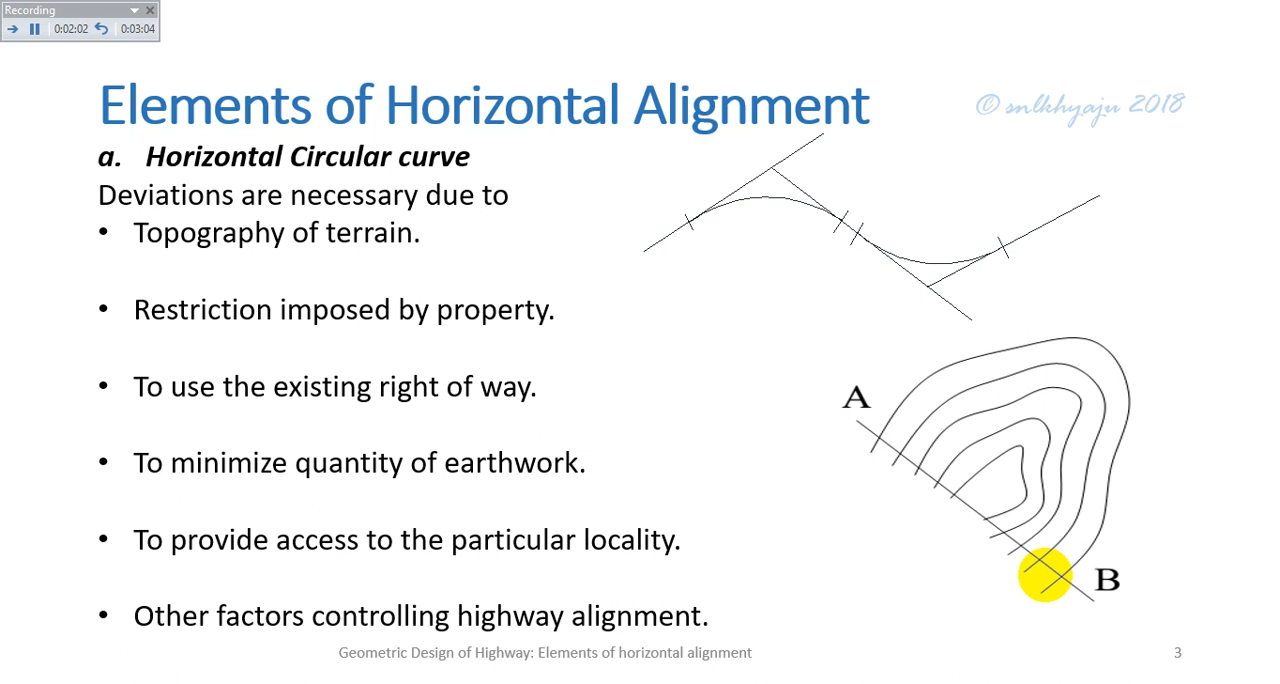 Recording
0:02:02 0:03:04
Elements of Horizontal Alignment
© snlkhyaju 2018
a. Horizontal Circular curve
Deviations are necessary due to
• Topography of terrain.
• Restriction imposed by property.
• To use the existing right of way.
• To minimize quantity of earthwork.
• To provide access to the particular locality.
• Other factors controlling highway alignment.
A
B
Geometric Design of Highway: Elements of horizontal alignment
3